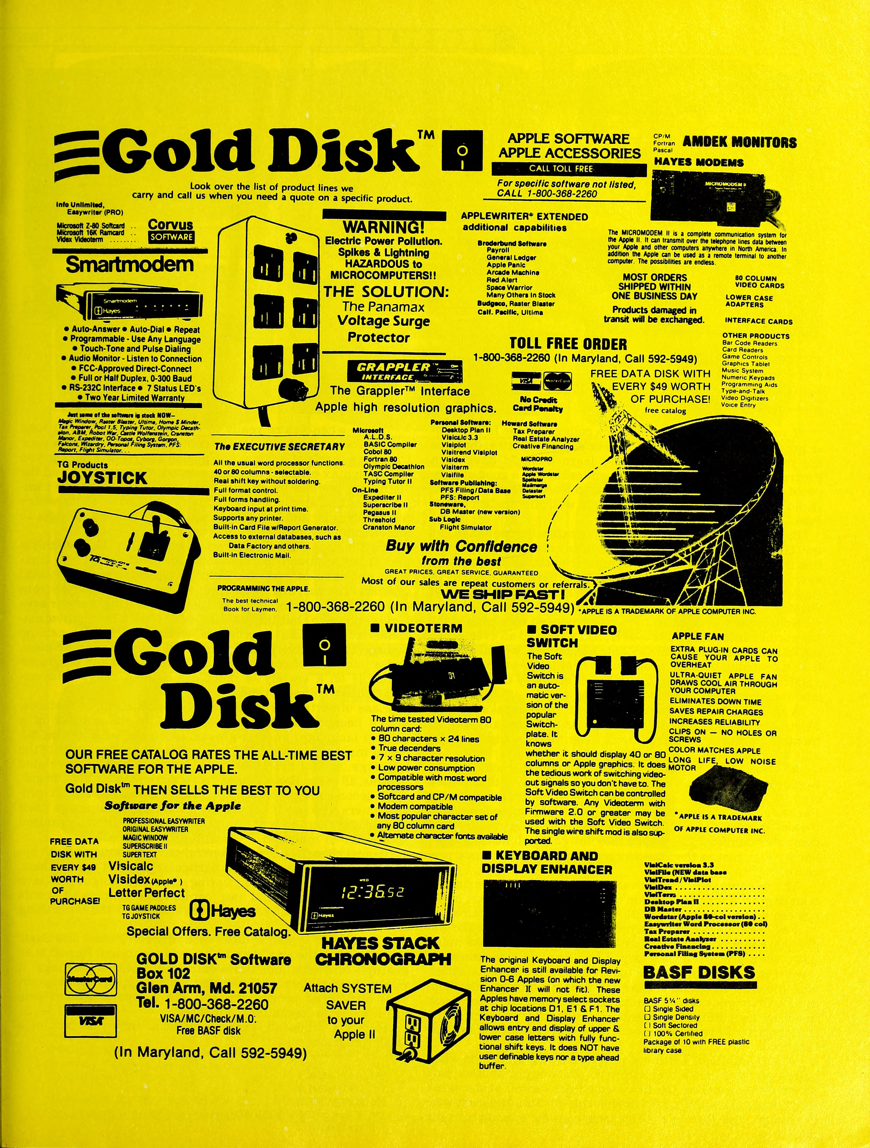 Gold Disk™
Look over the list of product lines we
carry and call us when you need a quote on a specific product.
APPLE SOFTWARE
APPLE ACCESSORIES
CALL TOLL FREE
For specific software not listed,
CALL 1-800-368-2260
CP/M
Fortran
Pascal
AMDEK MONITORS
HAYES MODEMS
MICROMODEM II
Info Unlimited,
Easywriter (PRO)
Microsoft Z-80 Softcard . .
Microsoft 16K Ramcard
Videx Videoterm . . . . . . . .
Corvus
SOFTWARE
Smartmodem
Smartmodem
● Auto-Answer ● Auto-Dial ● Repeat
● Programmable - Use Any Language
● Touch-Tone and Pulse Dialing
● Audio Monitor - Listen to Connection
● FCC-Approved Direct-Connect
● Full or Half Duplex, 0-300 Baud
● RS-232C Interface ● 7 Status LED's
● Two Year Limited Warranty
Just some of the software in stock NOW—
Magic Window, Raster Blaster, Ultima, Home $ Minder,
Tax Preparer, Pool 1.5, Typing Tutor, Olympic Decath-
alon, ABM, Robot War, Castle Wolfenstein, Cranston
Manor, Expediter, OO-Topos, Cyborg, Gorgon,
Falcons, Wizardry, Personal Filing System, PFS:
Report, Flight Simulator. . . .
TG Products
JOYSTICK
WARNING!
Electric Power Pollution.
Spikes & Lightning
HAZARDOUS to
MICROCOMPUTERS!!
THE SOLUTION:
The Panamax
Voltage Surge
Protector
GRAPPLER™
INTERFACE
The Grappler™ Interface
Apple high resolution graphics.
APPLEWRITER* EXTENDED
additional capabilities
Broderbund Software
Payroll
General Ledger
Apple Panic
Arcade Machine
Red Alert
Space Warrior
Many Others In Stock
Budgeco, Raster Blaster
Calif. Pacific, Ultima
The MICROMODEM II is a complete communication system for
the Apple II. It can transmit over the telephone lines data between
your Apple and other computers anywhere in North America. In
addition the Apple can be used as a remote terminal to another
computer. The possibilities are endless.
MOST ORDERS
SHIPPED WITHIN
ONE BUSINESS DAY
Products damaged in
transit will be exchanged.
80 COLUMN
VIDEO CARDS
LOWER CASE
ADAPTERS
INTERFACE CARDS
OTHER PRODUCTS
Bar Code Readers
Card Readers
Game Controls
Graphics Tablet
Music System
Numeric Keypads
Programming Aids
Type-and-Talk
Video Digitizers
Voice Entry
TOLL FREE ORDER
1-800-368-2260 (In Maryland, Call 592-5949)
VISA
MasterCard
No Credit
Card Penalty
FREE DATA DISK WITH
EVERY $49 WORTH
OF PURCHASE!
free catalog
The EXECUTIVE SECRETARY
All the usual word processor functions.
40 or 80 columns - selectable.
Real shift key without soldering.
Full format control.
Full forms handling.
Keyboard input at print time.
Supports any printer.
Built-in Card File w/Report Generator.
Access to external databases, such as
Data Factory and others.
Built-in Electronic Mail.
Microsoft
A.L.D.S.
BASIC Compiler
Cobol 80
Fortran 80
Olympic Decathlon
TASC Compiler
Typing Tutor II
On-Line
Expediter II
Superscribe II
Pegasus II
Threshold
Cranston Manor
Personal Software:
Desktop Plan II
Visicalc 3.3
Visiplot
Visitrend Visiplot
Visidex
Visiterm
Visifile
Software Publishing:
PFS Filing/Data Base
PFS: Report
Stoneware,
DB Master (new version)
Sub Logic
Flight Simulator
Howard Software
Tax Preparer
Real Estate Analyzer
Creative Financing
MICROPRO
Wordstar
Apple Wordstar
Spellstar
Mailmerge
Datastar
Supersort
Buy with Confidence
from the best
GREAT PRICES, GREAT SERVICE, GUARANTEED
Most of our sales are repeat customers or referrals.
WE SHIP FAST!
PROGRAMMING THE APPLE.
The best technical
Book for Laymen.
1-800-368-2260 (In Maryland, Call 592-5949)
*APPLE IS A TRADEMARK OF APPLE COMPUTER INC.
Gold
Disk™
OUR FREE CATALOG RATES THE ALL-TIME BEST
SOFTWARE FOR THE APPLE.
Gold Disktm THEN SELLS THE BEST TO YOU
Software for the Apple
PROFESSIONAL EASYWRITER
ORIGINAL EASYWRITER
MAGIC WINDOW
SUPERSCRIBE II
SUPER TEXT
Visicalc
Visidex (Apple*)
Letter Perfect
TG GAME PADDLES
TG JOYSTICK
FREE DATA
DISK WITH
EVERY $49
WORTH
OF
PURCHASE!
Hayes
Special Offers. Free Catalog.
WED
12:36:52
Hayes
HAYES STACK
CHRONOGRAPH
MasterCard
VISA
GOLD DISKtm Software
Box 102
Glen Arm, Md. 21057
Tel. 1-800-368-2260
VISA/MC/Check/M.O.
Free BASF disk
(In Maryland, Call 592-5949)
Attach SYSTEM
SAVER
to your
Apple II
■ VIDEOTERM
The time tested Videoterm 80
column card:
• 80 characters x 24 lines
• True decenders
• 7 x 9 character resolution
• Low power consumption
• Compatible with most word
processors
• Softcard and CP/M compatible
• Modem compatible
• Most popular character set of
any 80 column card
• Alternate character fonts available
■ SOFT VIDEO
SWITCH
The Soft
Video
Switch is
an auto-
matic ver-
sion of the
popular
Switch-
plate. It
knows
whether it should display 40 or 80
columns or Apple graphics. It does
the tedious work of switching video-
out signals so you don't have to. The
Soft Video Switch can be controlled
by software. Any Videoterm with
Firmware 2.0 or greater may be
used with the Soft Video Switch.
The single wire shift mod is also sup-
ported.
APPLE FAN
EXTRA PLUG-IN CARDS CAN
CAUSE YOUR APPLE TO
OVERHEAT
ULTRA-QUIET APPLE FAN
DRAWS COOL AIR THROUGH
YOUR COMPUTER
ELIMINATES DOWN TIME
SAVES REPAIR CHARGES
INCREASES RELIABILITY
CLIPS ON — NO HOLES OR
SCREWS
COLOR MATCHES APPLE
LONG LIFE, LOW NOISE
MOTOR
*APPLE IS A TRADEMARK
OF APPLE COMPUTER INC.
■ KEYBOARD AND
DISPLAY ENHANCER
The original Keyboard and Display
Enhancer is still available for Revi-
sion 0-6 Apples (on which the new
Enhancer ][ will not fit). These
Apples have memory select sockets
at chip locations D1, E1 & F1. The
Keyboard and Display Enhancer
allows entry and display of upper &
lower case letters with fully func-
tional shift keys. It does NOT have
user definable keys nor a type ahead
buffer.
VisiCalc version 3.3
VisiFile (NEW data base
VisiTrend/VisiPlot
VisiDex . . . . . . . . . . . . . . . . . . .
VisiTerm . . . . . . . . . . . . . . . . . .
Desktop Plan II . . . . . . . . . . . .
DB Master . . . . . . . . . . . . . . . .
Wordstar (Apple 80-col version) . .
Easywriter Word Processor (80 col)
Tax Preparer . . . . . . . . . . . . . . .
Real Estate Analyzer . . . . . . . . .
Creative Financing . . . . . . . . . . .
Personal Filing System (PFS) . . . .
BASF DISKS
BASF 5¼" disks
[] Single Sided
[] Single Density
[ ] Soft Sectored
[ ] 100% Certified
Package of 10 with FREE plastic
library case.